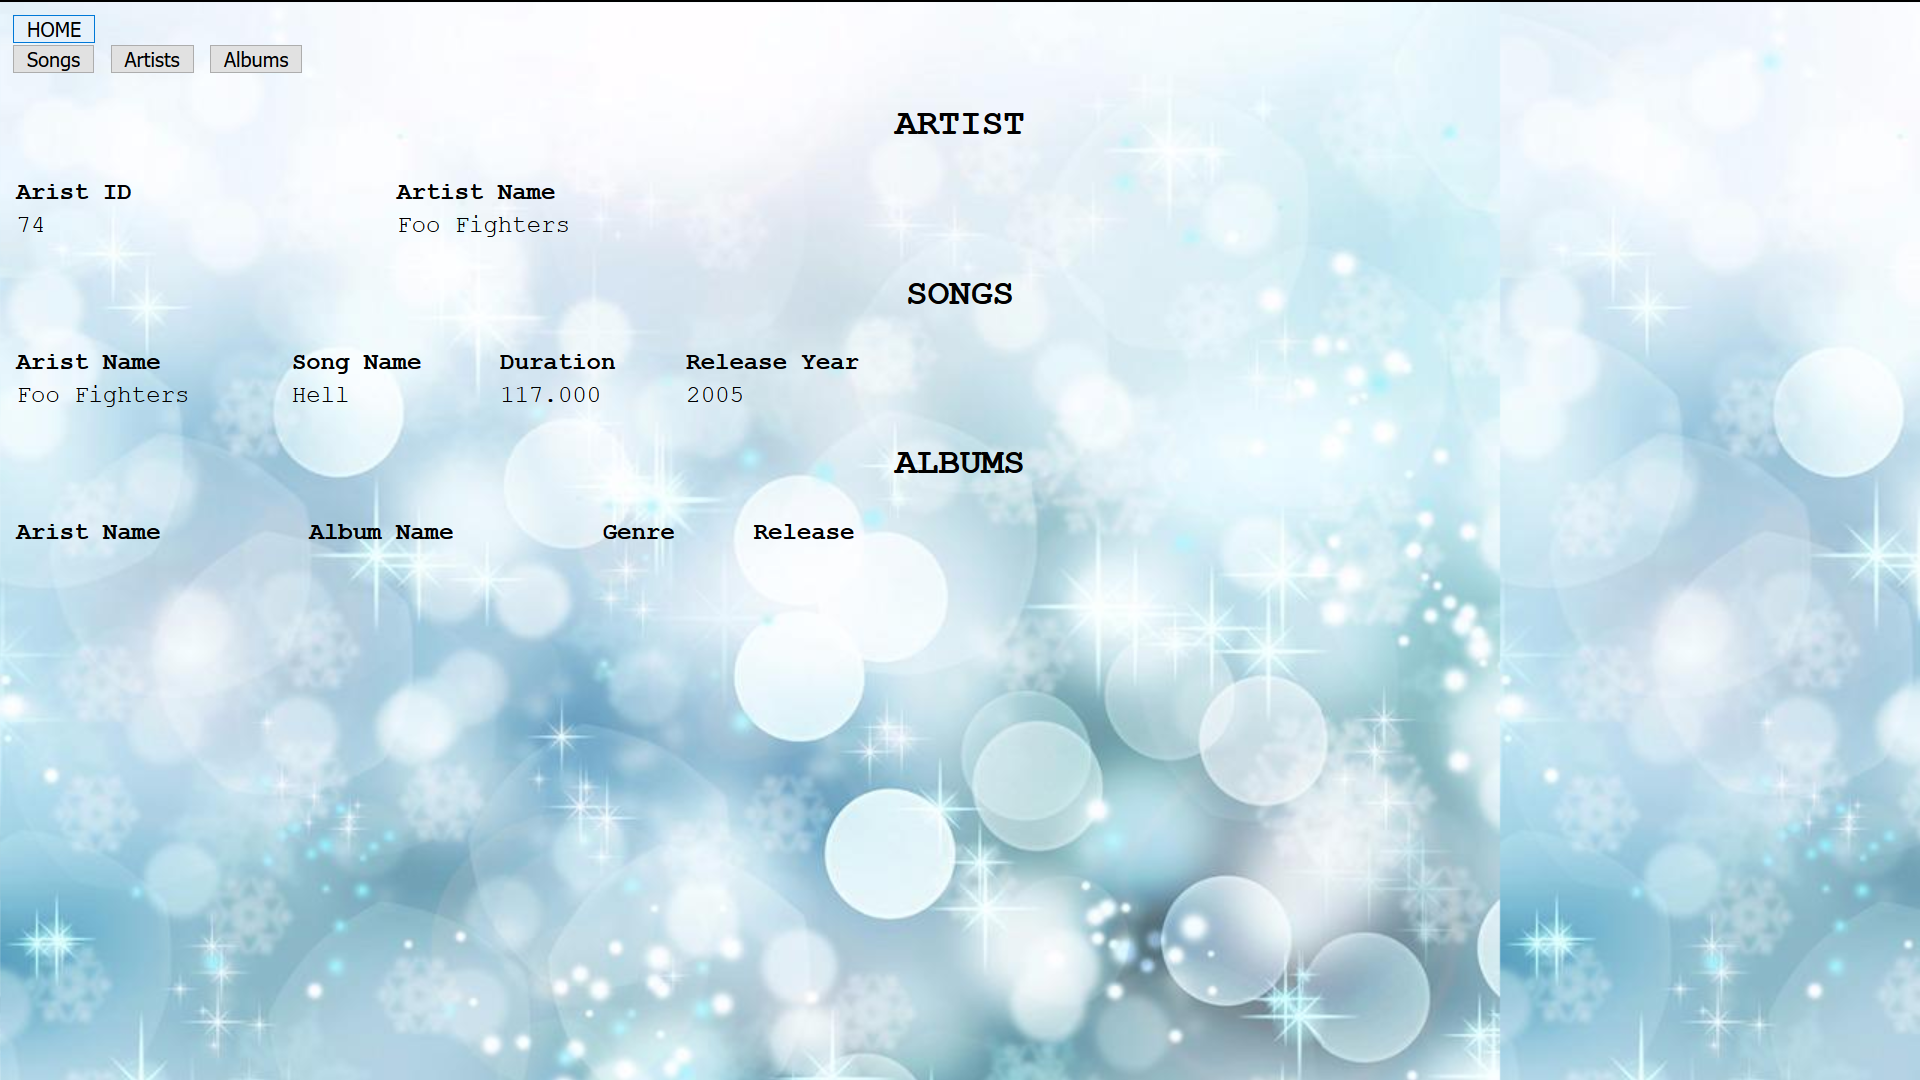 HOME
Songs Artists Albums
ARTIST
Arist ID Artist Name
74 Foo Fighters
SONGS
Arist Name Song Name Duration Release Year
Foo Fighters Hell 117.000 2005
ALBUMS
Arist Name Album Name Genre Release